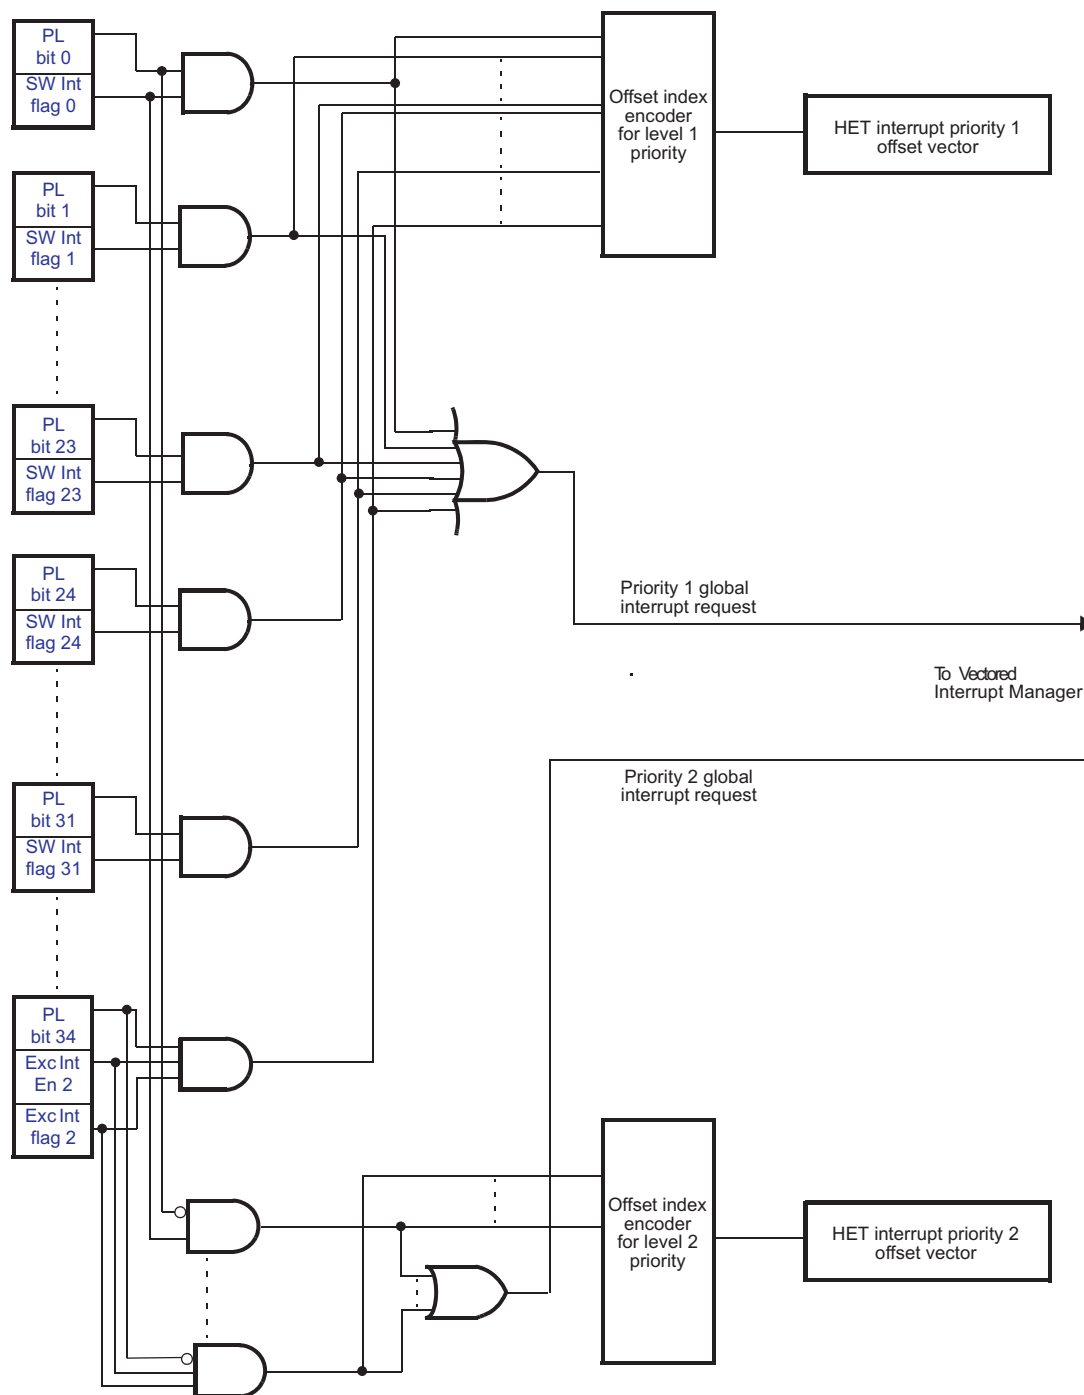 PL
bit 0
SW Int
flag 0
Offset index
encoder
for level 1
priority
HET interrupt priority 1
offset vector
PL
bit 1
SW Int
flag 1
PL
bit 23
SW Int
flag 23
PL
bit 24
SW Int
flag 24
Priority 1 global
interrupt request
To Vectored
Interrupt Manager
Priority 2 global
interrupt request
PL
bit 31
SW Int
flag 31
PL
bit 34
Exc Int
En 2
Exc Int
flag 2
Offset index
encoder
for level 2
priority
HET interrupt priority 2
offset vector